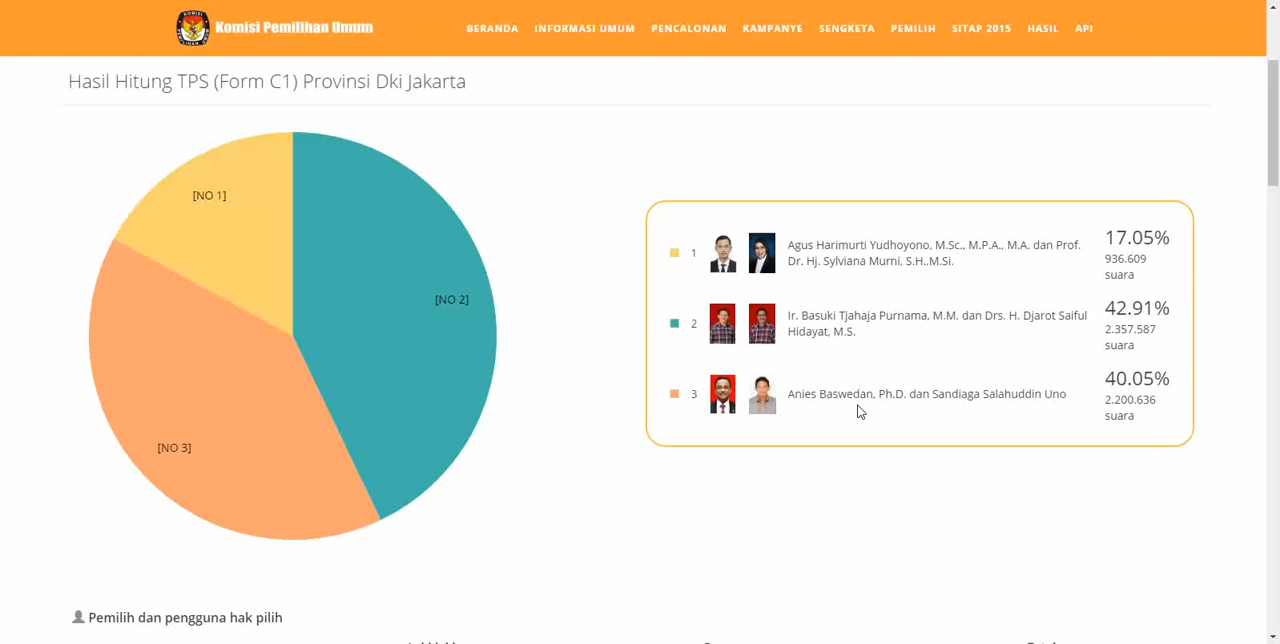 Komisi Pemilihan Umum
BERANDA INFORMASI UMUM PENCALONAN KAMPANYE SENGKETA PEMILIH SITAP 2015 HASIL API
Hasil Hitung TPS (Form C1) Provinsi Dki Jakarta
[NO 1]
[NO 2]
[NO 3]
1 Agus Harimurti Yudhoyono, M.Sc., M.P.A., M.A. dan Prof.
Dr. Hj. Sylviana Murni, S.H.,M.Si.
17.05%
936.609
suara
2 Ir. Basuki Tjahaja Purnama, M.M. dan Drs. H. Djarot Saiful
Hidayat, M.S.
42.91%
2.357.587
suara
3 Anies Baswedan, Ph.D. dan Sandiaga Salahuddin Uno
40.05%
2.200.636
suara
Pemilih dan pengguna hak pilih